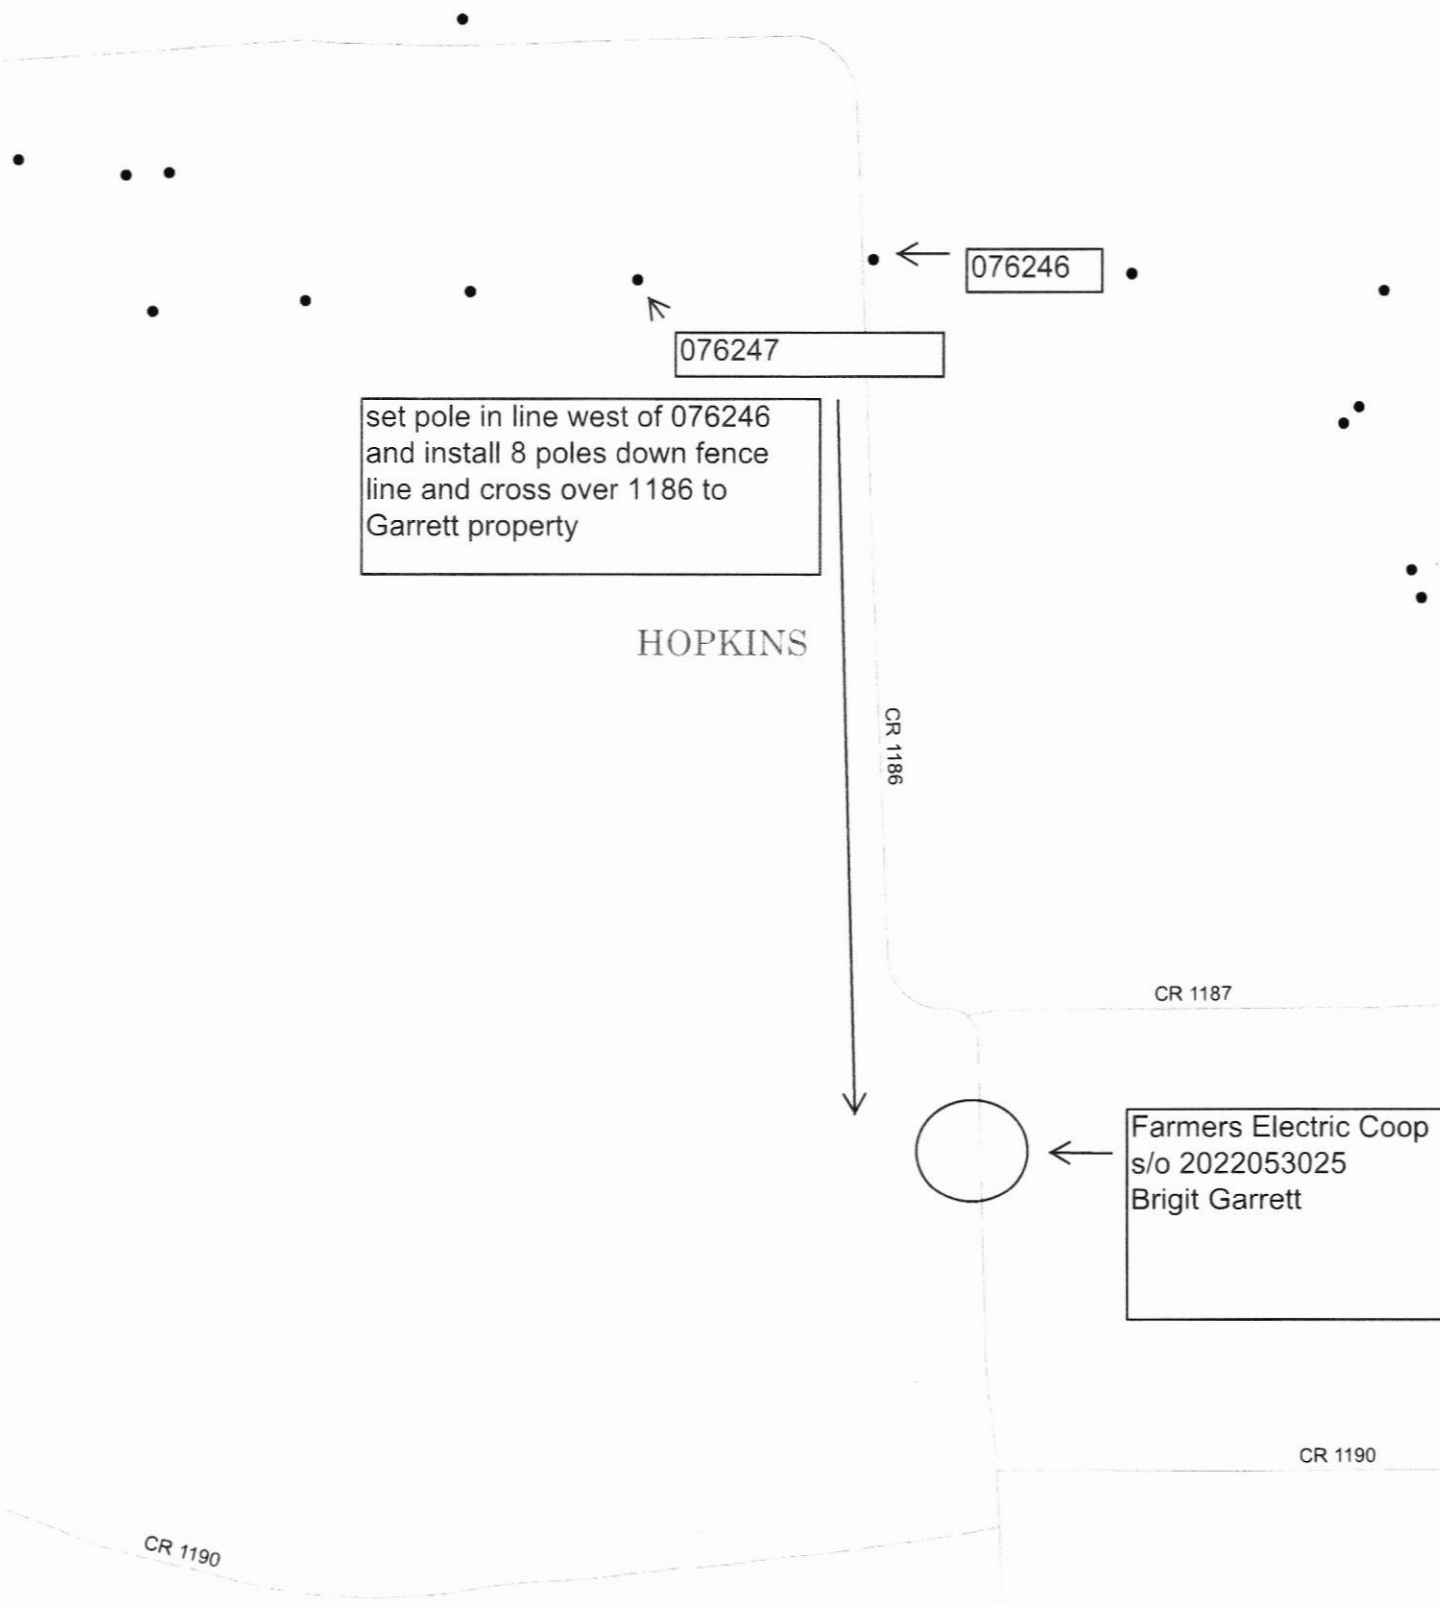 076246
076247
set pole in line west of 076246
and install 8 poles down fence
line and cross over 1186 to
Garrett property
HOPKINS
CR 1186
CR 1187
Farmers Electric Coop
s/o 2022053025
Brigit Garrett
CR 1190
CR 1190